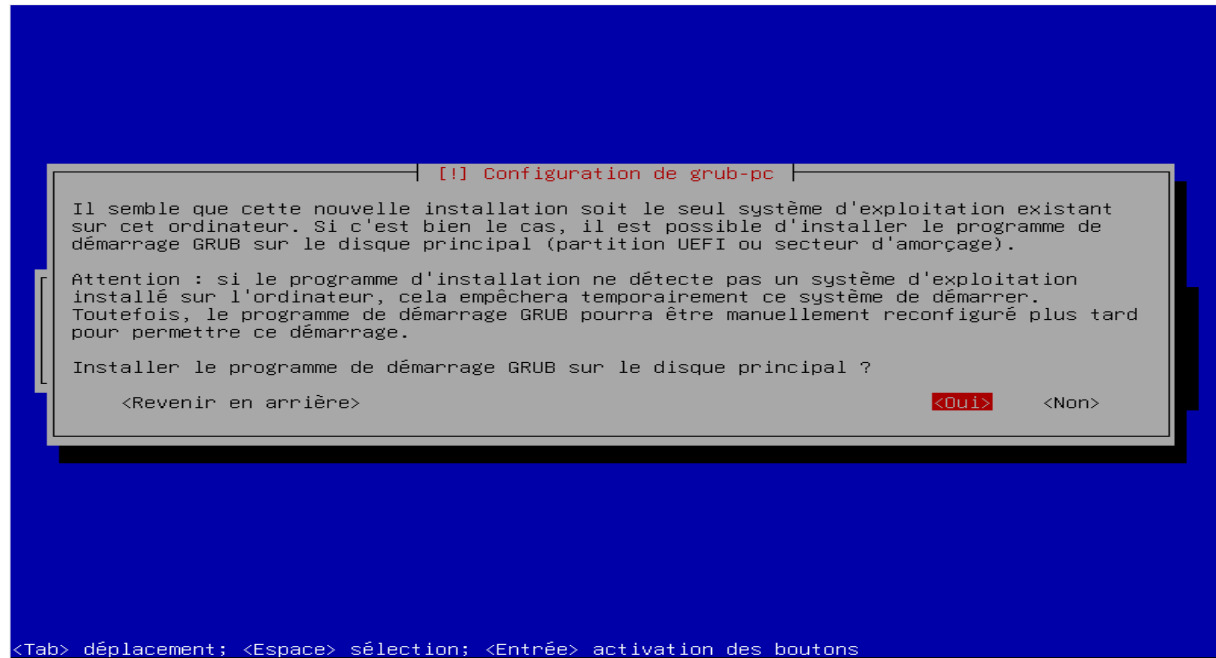 [!] Configuration de grub-pc
Il semble que cette nouvelle installation soit le seul système d'exploitation existant
sur cet ordinateur. Si c'est bien le cas, il est possible d'installer le programme de
démarrage GRUB sur le disque principal (partition UEFI ou secteur d'amorçage).
Attention : si le programme d'installation ne détecte pas un système d'exploitation
installé sur l'ordinateur, cela empêchera temporairement ce système de démarrer.
Toutefois, le programme de démarrage GRUB pourra être manuellement reconfiguré plus tard
pour permettre ce démarrage.
Installer le programme de démarrage GRUB sur le disque principal ?
<Revenir en arrière> <Oui> <Non>
<Tab> déplacement; <Espace> sélection; <Entrée> activation des boutons